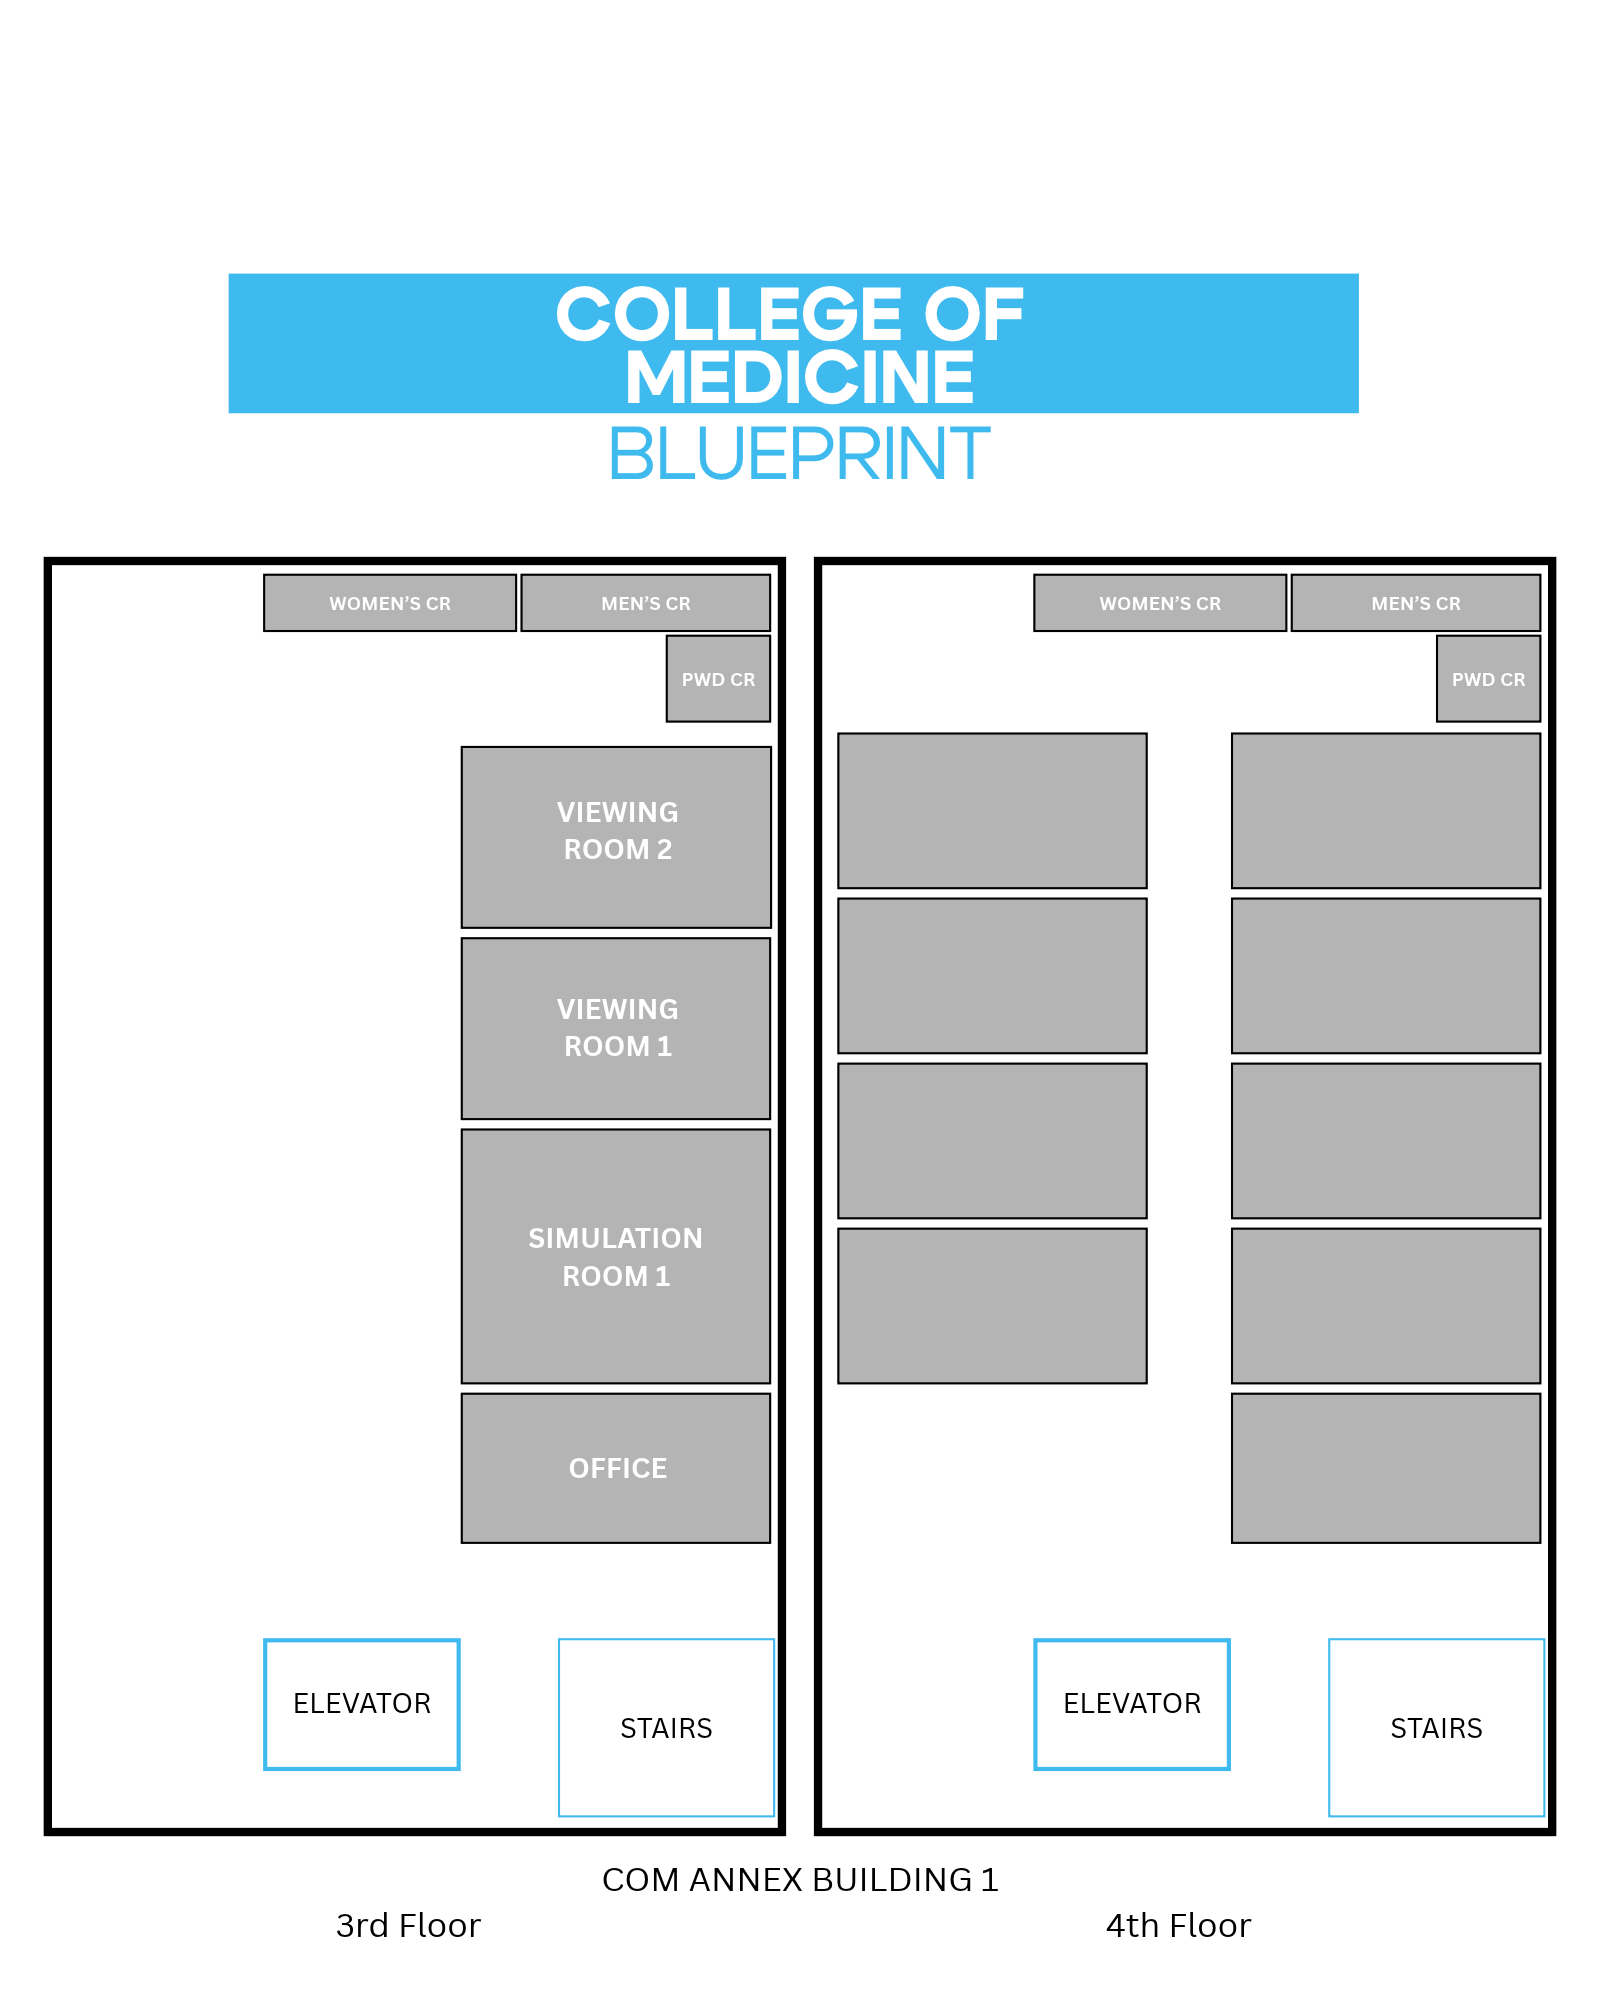 COLLEGE OF
MEDICINE
BLUEPRINT
WOMEN’S CR
MEN’S CR
PWD CR
VIEWING
ROOM 2
VIEWING
ROOM 1
SIMULATION
ROOM 1
OFFICE
ELEVATOR
STAIRS
WOMEN’S CR
MEN’S CR
PWD CR
ELEVATOR
STAIRS
COM ANNEX BUILDING 1
3rd Floor
4th Floor